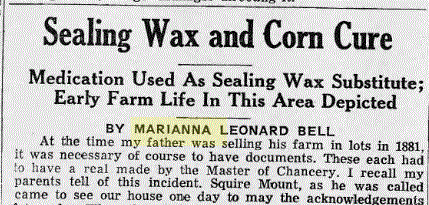 Sealing Wax and Corn Cure
Medication Used As Sealing Wax Substitute;
Early Farm Life In This Area Depicted
BY MARIANNA LEONARD BELL
At the time my father was selling his farm in lots in 1881,
it was necessary of course to have documents. These each had
to have a real made by the Master of Chancery. I recall my
parents tell of this incident. Squire Mount, as he was called
came to see our house one day to may the acknowledgements